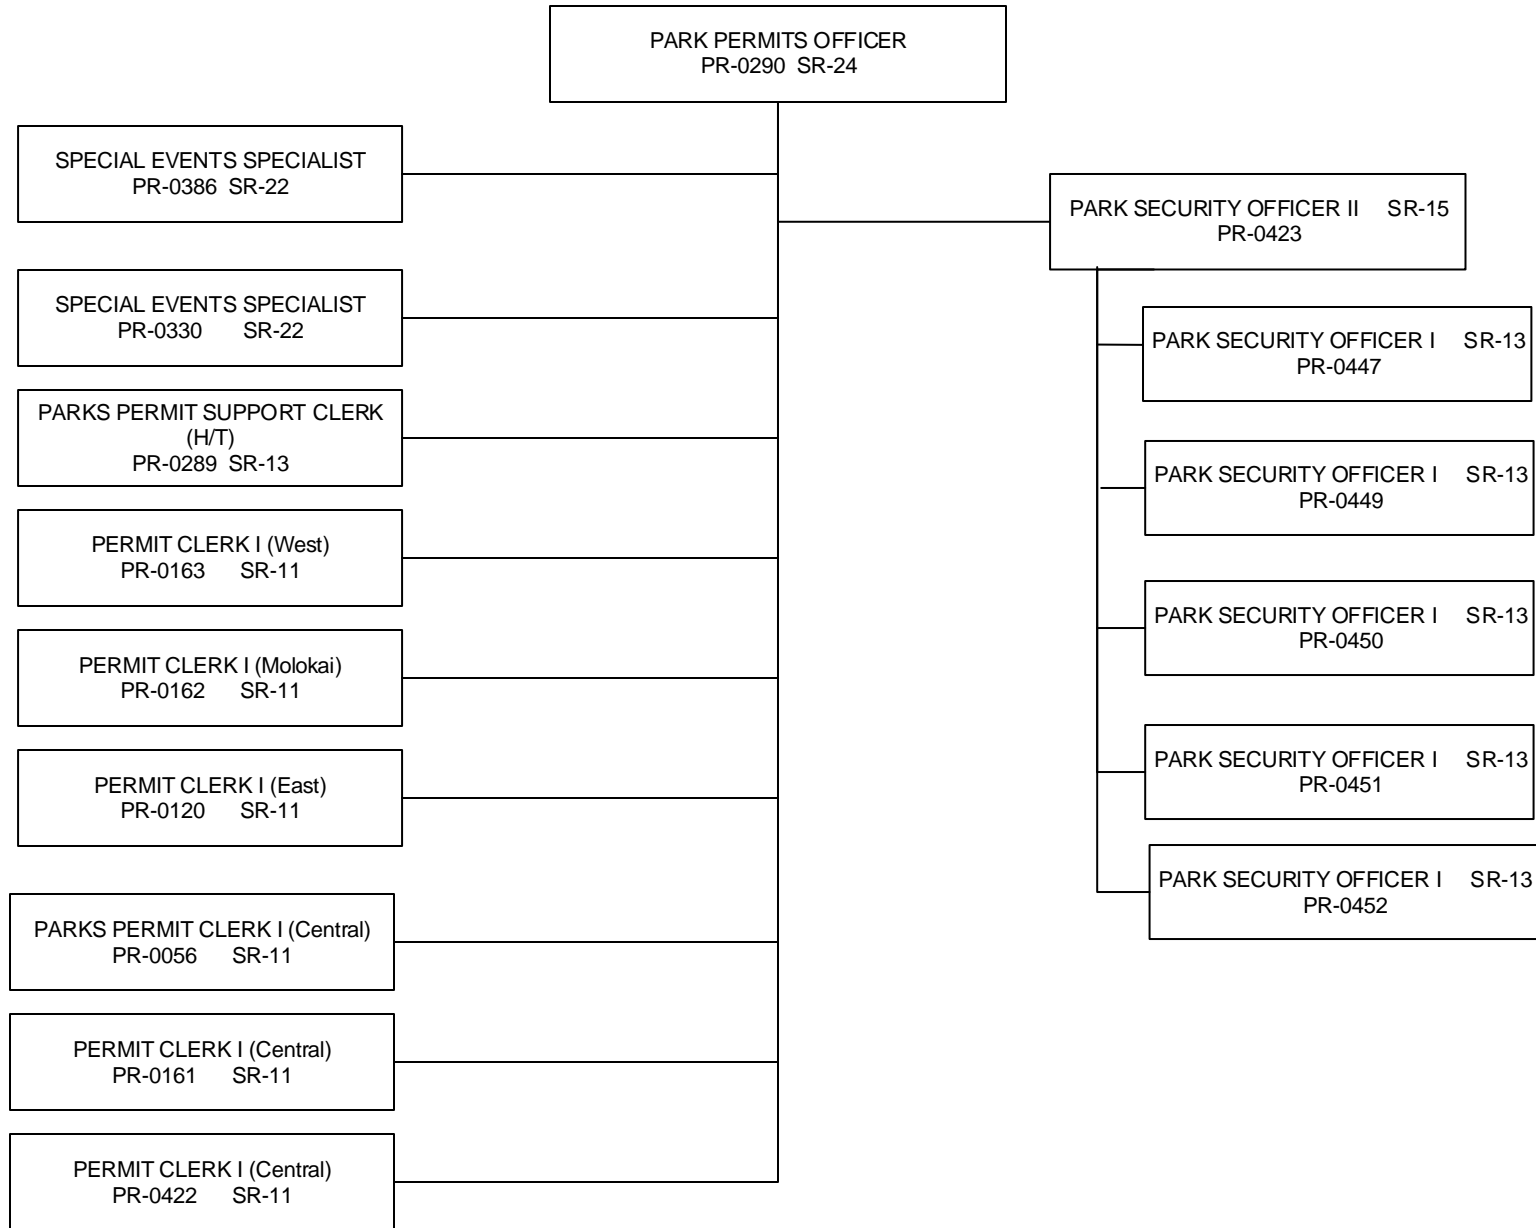 PARK PERMITS OFFICER
PR-0290 SR-24
SPECIAL EVENTS SPECIALIST
PR-0386 SR-22
SPECIAL EVENTS SPECIALIST
PR-0330 SR-22
PARKS PERMIT SUPPORT CLERK
(H/T)
PR-0289 SR-13
PERMIT CLERK I (West)
PR-0163 SR-11
PERMIT CLERK I (Molokai)
PR-0162 SR-11
PERMIT CLERK I (East)
PR-0120 SR-11
PARKS PERMIT CLERK I (Central)
PR-0056 SR-11
PERMIT CLERK I (Central)
PR-0161 SR-11
PERMIT CLERK I (Central)
PR-0422 SR-11
PARK SECURITY OFFICER II SR-15
PR-0423
PARK SECURITY OFFICER I SR-13
PR-0447
PARK SECURITY OFFICER I SR-13
PR-0449
PARK SECURITY OFFICER I SR-13
PR-0450
PARK SECURITY OFFICER I SR-13
PR-0451
PARK SECURITY OFFICER I SR-13
PR-0452